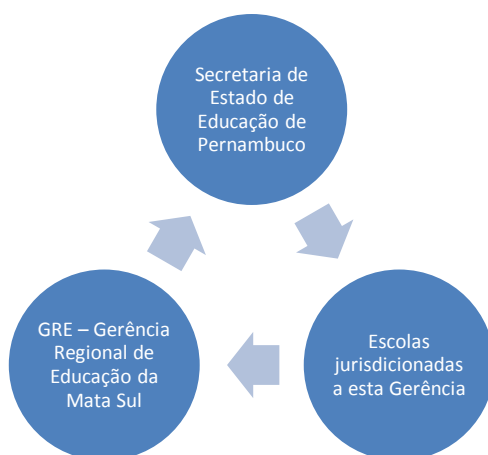 Secretaria de
Estado de
Educação de
Pernambuco
GRE – Gerência
Regional de
Educação da
Mata Sul
Escolas
jurisdicionadas
a esta Gerência